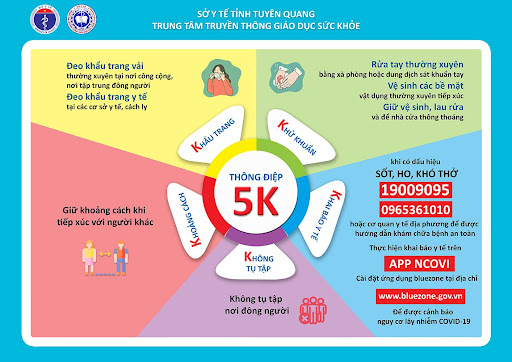 SỞ Y TẾ TỈNH TUYÊN QUANG
TRUNG TÂM TRUYỀN THÔNG GIÁO DỤC SỨC KHỎE
Đeo khẩu trang vải
thường xuyên tại nơi công cộng,
nơi tập trung đông người
Đeo khẩu trang y tế
tại các cơ sở y tế, cách ly
Rửa tay thường xuyên
bằng xà phòng hoặc dung dịch sát khuẩn tay
Vệ sinh các bề mặt
vật dụng thường xuyên tiếp xúc
Giữ vệ sinh, lau rửa
và để nhà cửa thông thoáng
KHẨU TRANG
KHỬ KHUẨN
THÔNG ĐIỆP
5K
KHOẢNG CÁCH
KHAI BÁO Y TẾ
KHÔNG
TỤ TẬP
Giữ khoảng cách khi
tiếp xúc với người khác
khi có dấu hiệu
SỐT, HO, KHÓ THỞ
19009095
0965361010
hoặc cơ quan y tế địa phương để được
hướng dẫn khám chữa bệnh an toàn
Thực hiện khai báo y tế trên
APP NCOVI
Cài đặt ứng dụng bluezone tại địa chỉ
www.bluezone.gov.vn
Để được cảnh báo
nguy cơ lây nhiễm COVID-19
Không tụ tập
nơi đông người